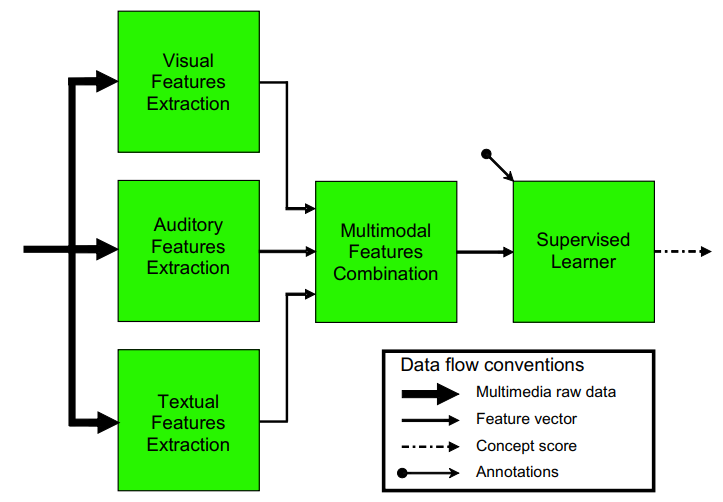 Visual
Features
Extraction
Auditory
Features
Extraction
Textual
Features
Extraction
Multimodal
Features
Combination
Supervised
Learner
Data flow conventions
Multimedia raw data
Feature vector
Concept score
Annotations